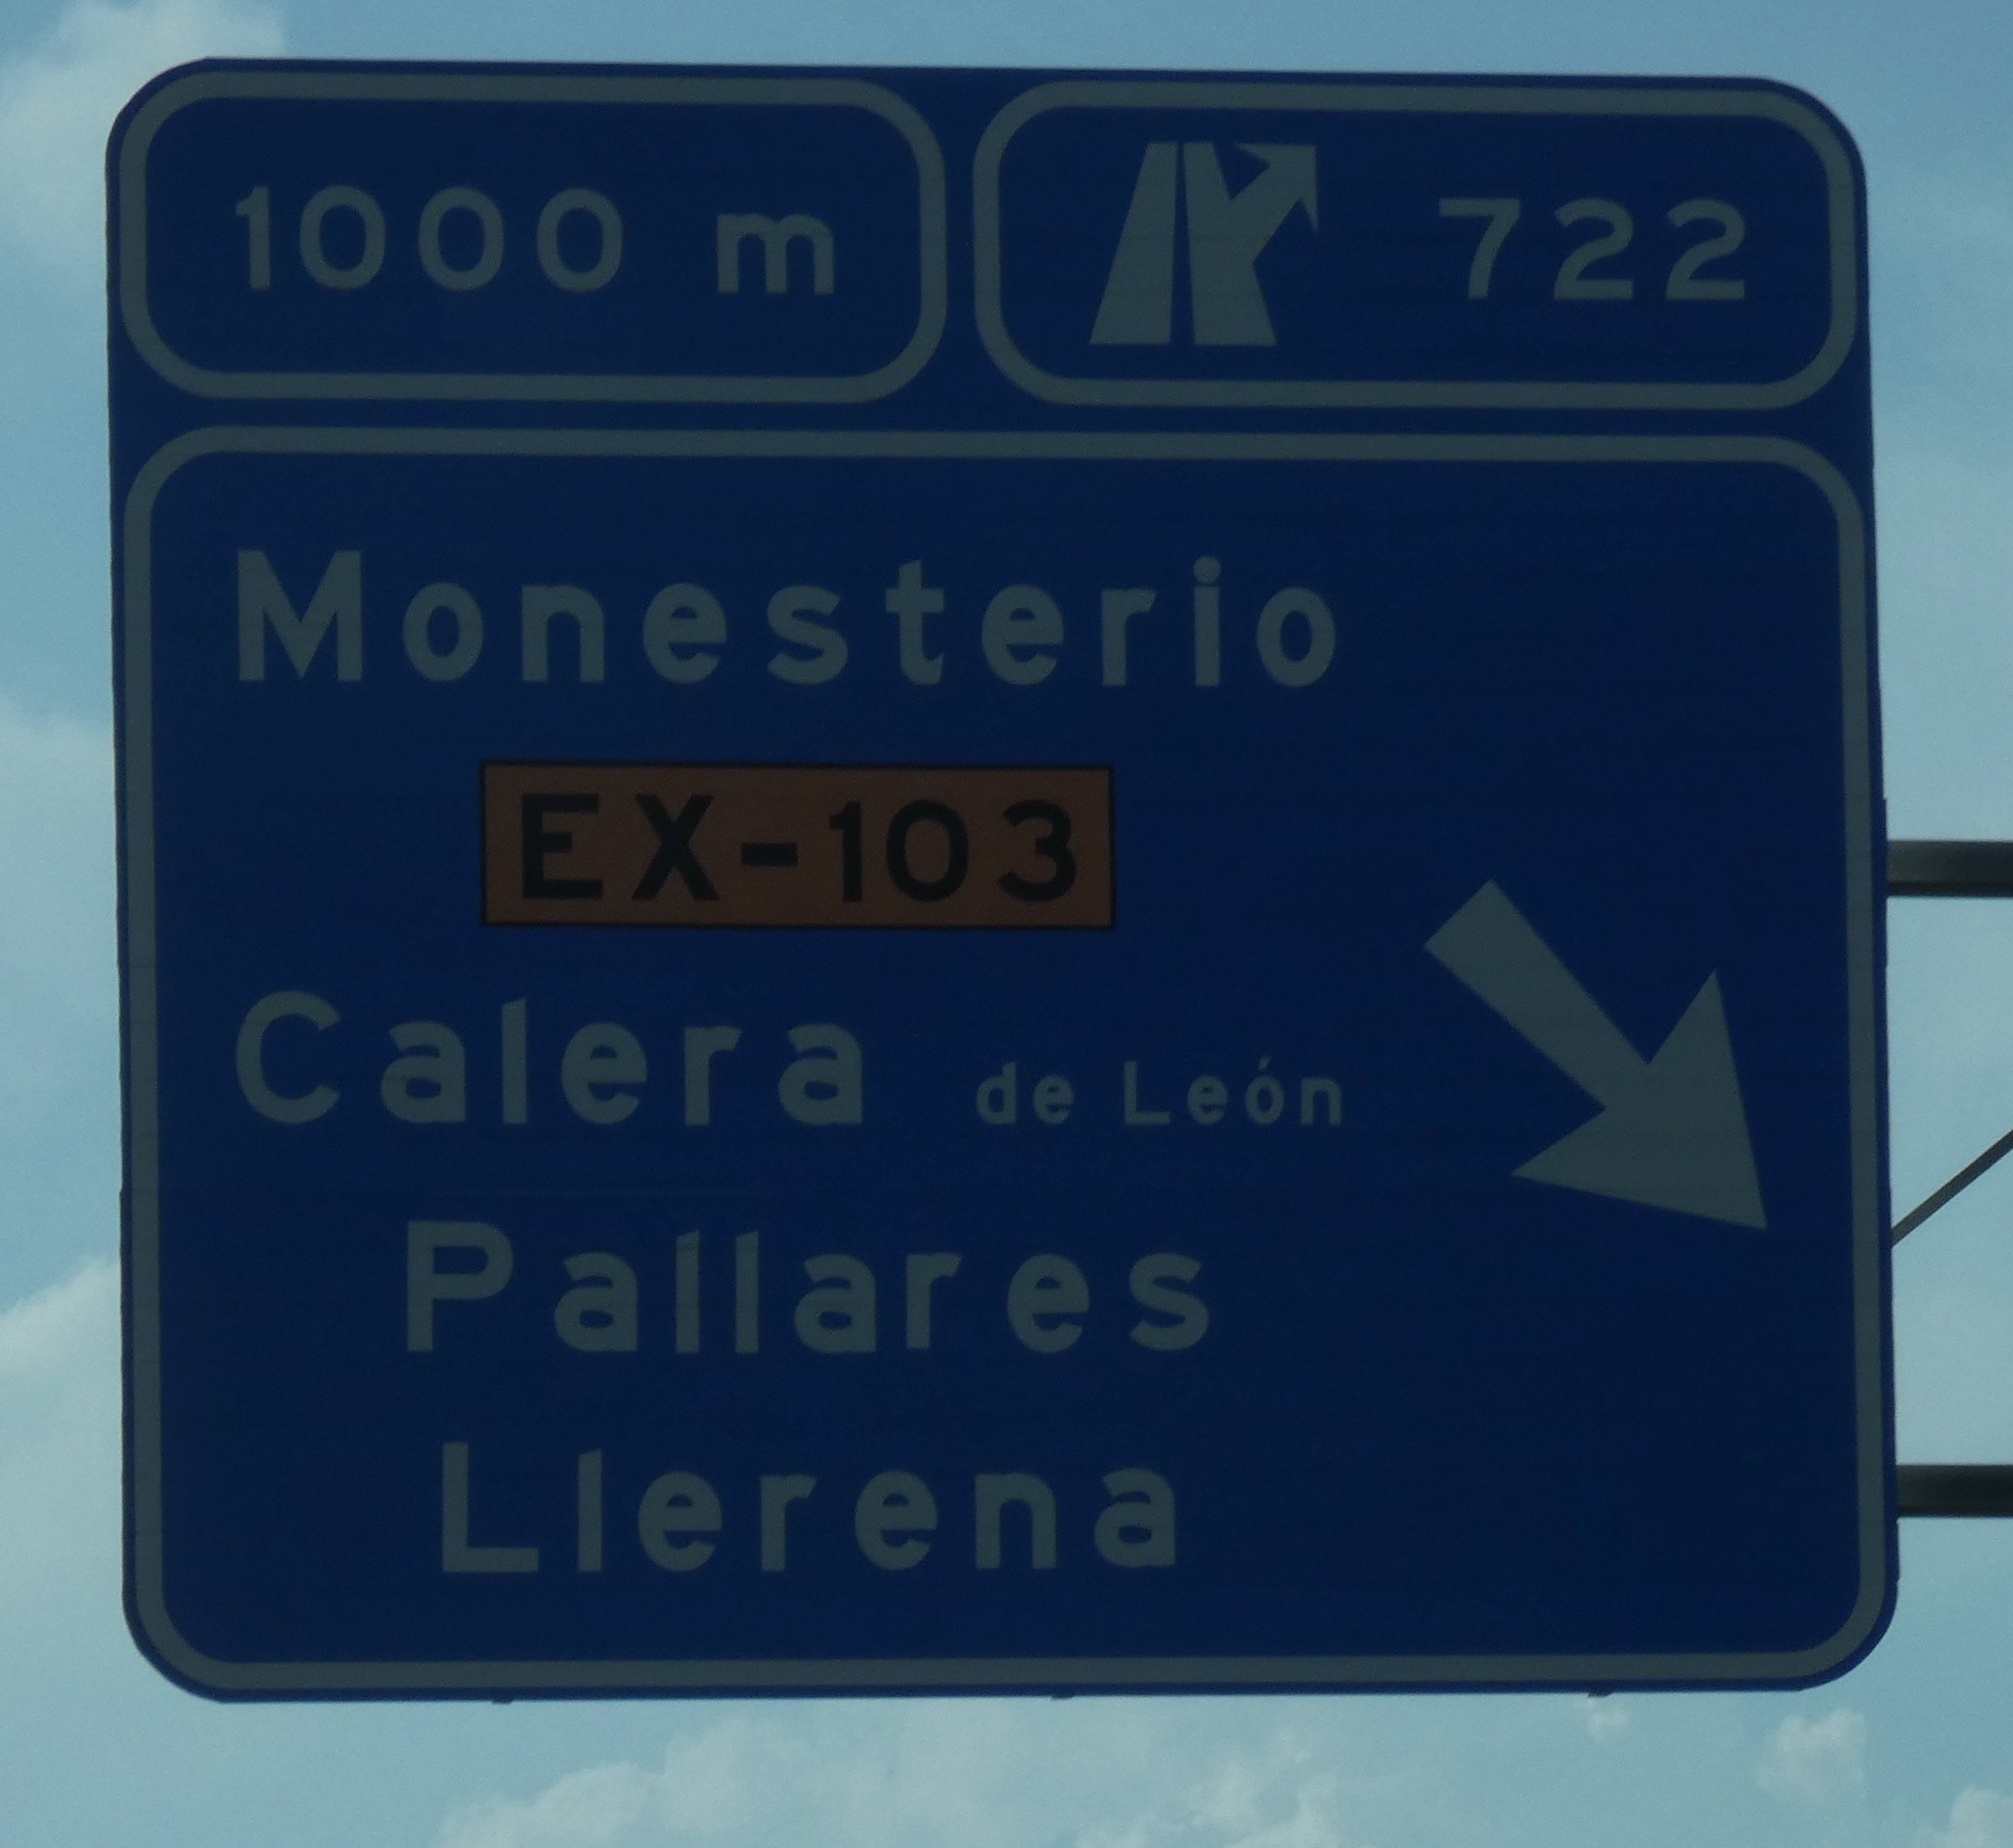 1000 m 722
Monesterio
EX-103
Calera de León
Pallares
Llerena